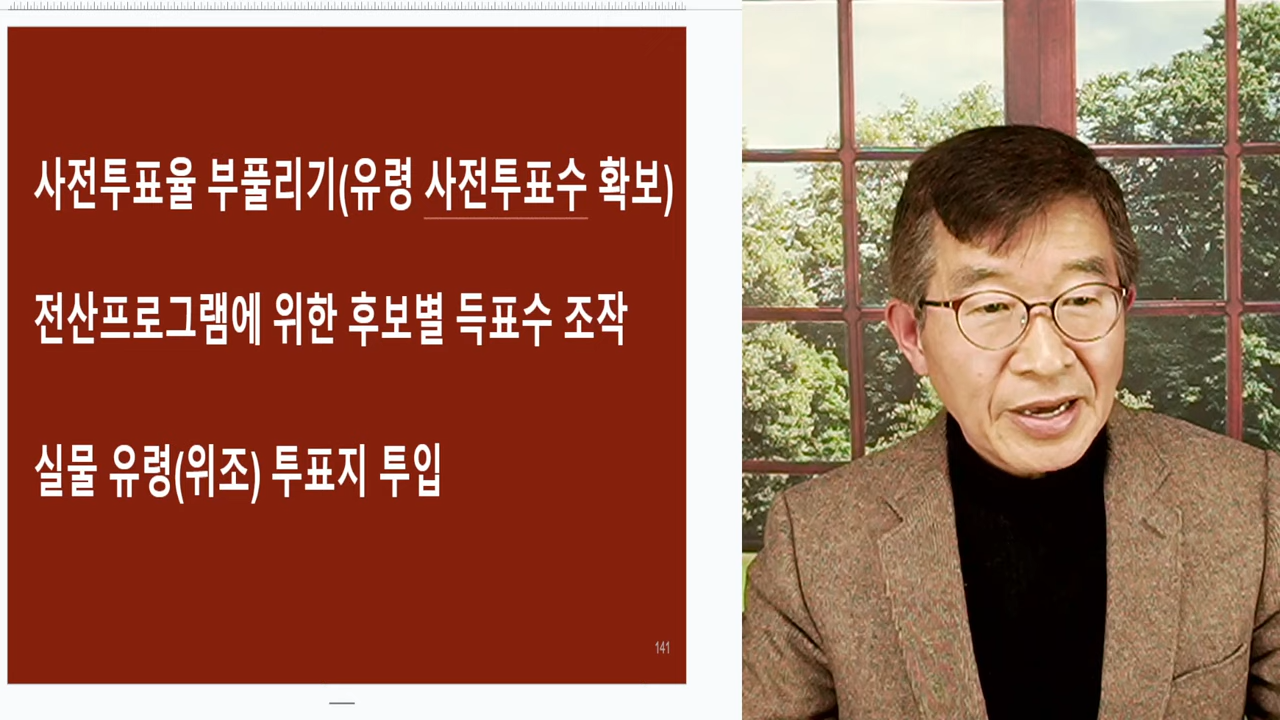 사전투표율 부풀리기(유령 사전투표수 확보)
전산프로그램에 위한 후보별 득표수 조작
실물 유령(위조) 투표지 투입
141